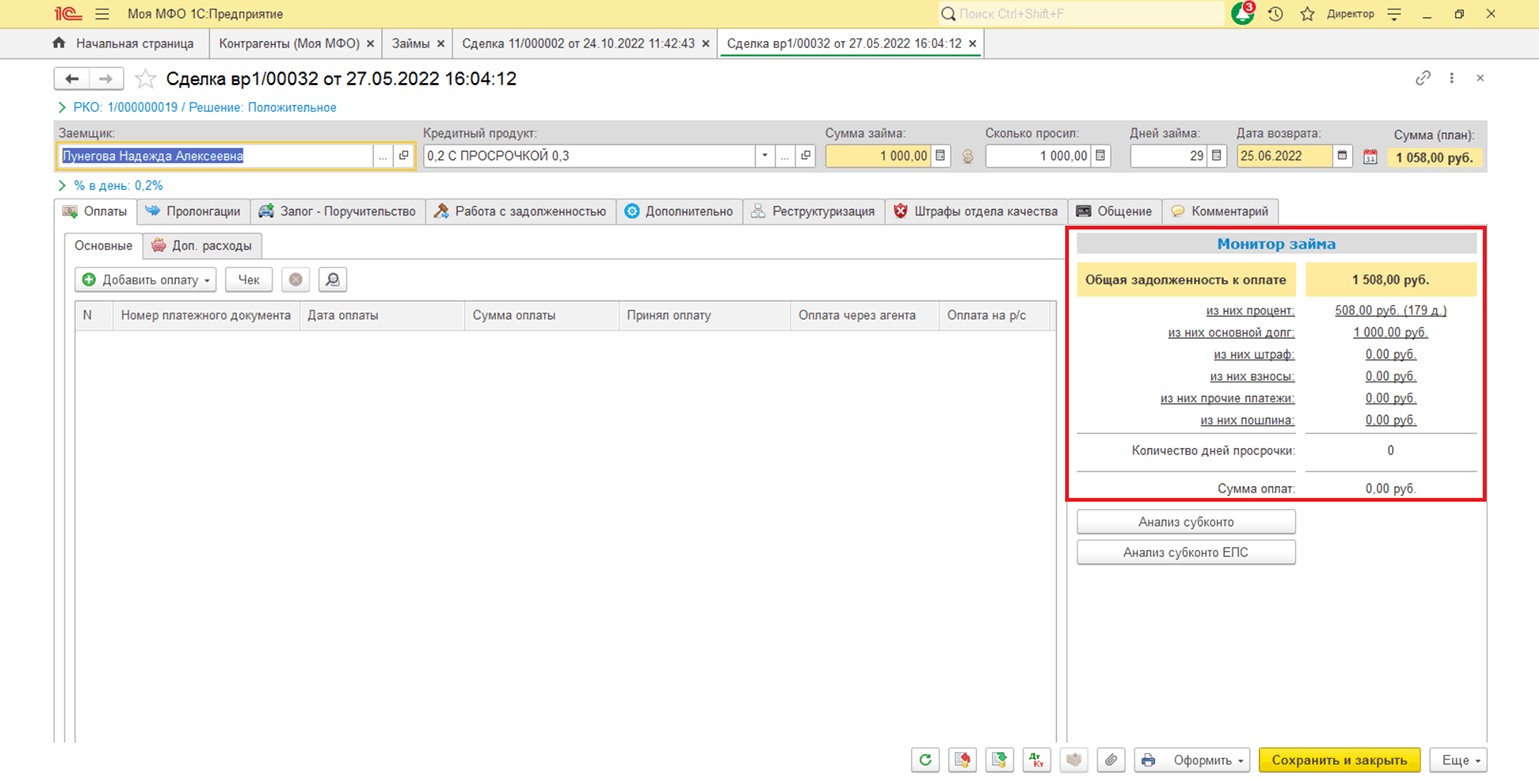 1С Моя МФО 1С:Предприятие Поиск Ctrl+Shift+F 3 Директор
Начальная страница Контрагенты (Моя МФО) × Займы × Сделка 11/000002 от 24.10.2022 11:42:43 × Сделка вр1/00032 от 27.05.2022 16:04:12 ×
Сделка вр1/00032 от 27.05.2022 16:04:12
РКО: 1/000000019 / Решение: Положительное
Заемщик: Кредитный продукт: Сумма займа: Сколько просил: Дней займа: Дата возврата: Сумма (план):
Пунегова Надежда Алексеевна ... 0,2 С ПРОСРОЧКОЙ 0,3 ... 1 000,00 1 000,00 29 25.06.2022 31 1 058,00 руб.
% в день: 0,2%
Оплаты Пролонгации Залог - Поручительство Работа с задолженностью Дополнительно Реструктуризация Штрафы отдела качества Общение Комментарий
Основные Доп. расходы
Монитор займа
Добавить оплату Чек
Общая задолженность к оплате 1 508,00 руб.
N Номер платежного документа Дата оплаты Сумма оплаты Принял оплату Оплата через агента Оплата на р/с
из них процент: 508,00 руб. (179 д.)
из них основной долг: 1 000,00 руб.
из них штраф: 0,00 руб.
из них взносы: 0,00 руб.
из них прочие платежи: 0,00 руб.
из них пошлина: 0,00 руб.
Количество дней просрочки: 0
Сумма оплат: 0,00 руб.
Анализ субконто
Анализ субконто ЕПС
Дт Кт Оформить Сохранить и закрыть Еще